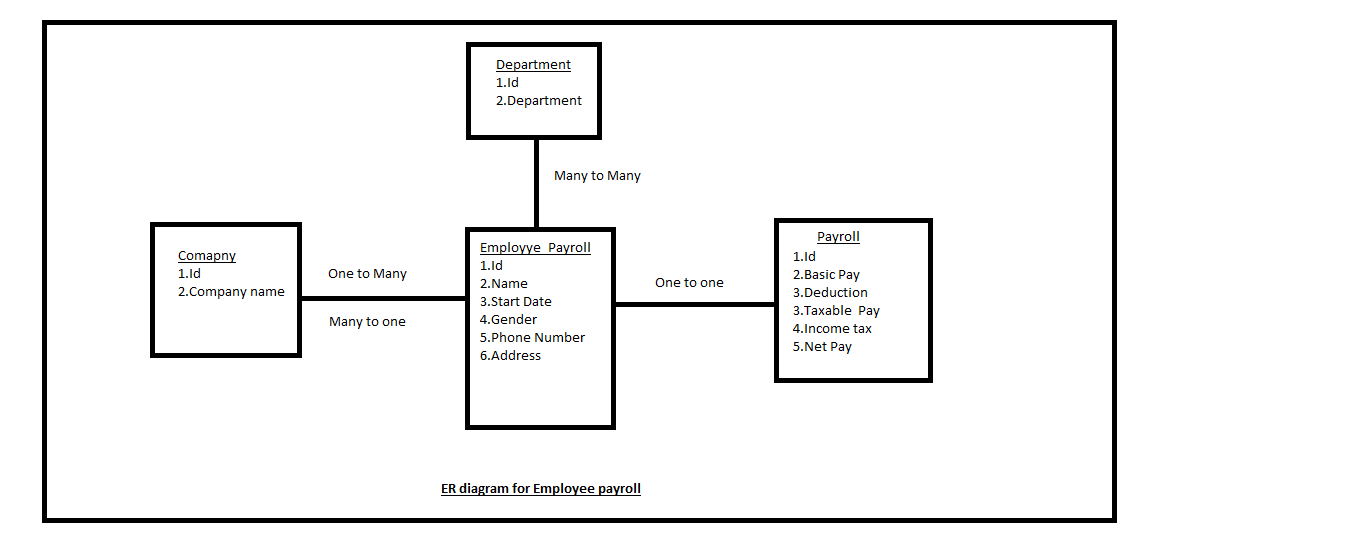 Department
1.Id
2.Department
Many to Many
Comapny
1.Id
2.Company name
One to Many
Many to one
Employye  Payroll
1.Id
2.Name
3.Start Date
4.Gender
5.Phone Number
6.Address
One to one
Payroll
1.Id
2.Basic Pay
3.Deduction
3.Taxable  Pay
4.Income tax
5.Net Pay
ER diagram for Employee payroll